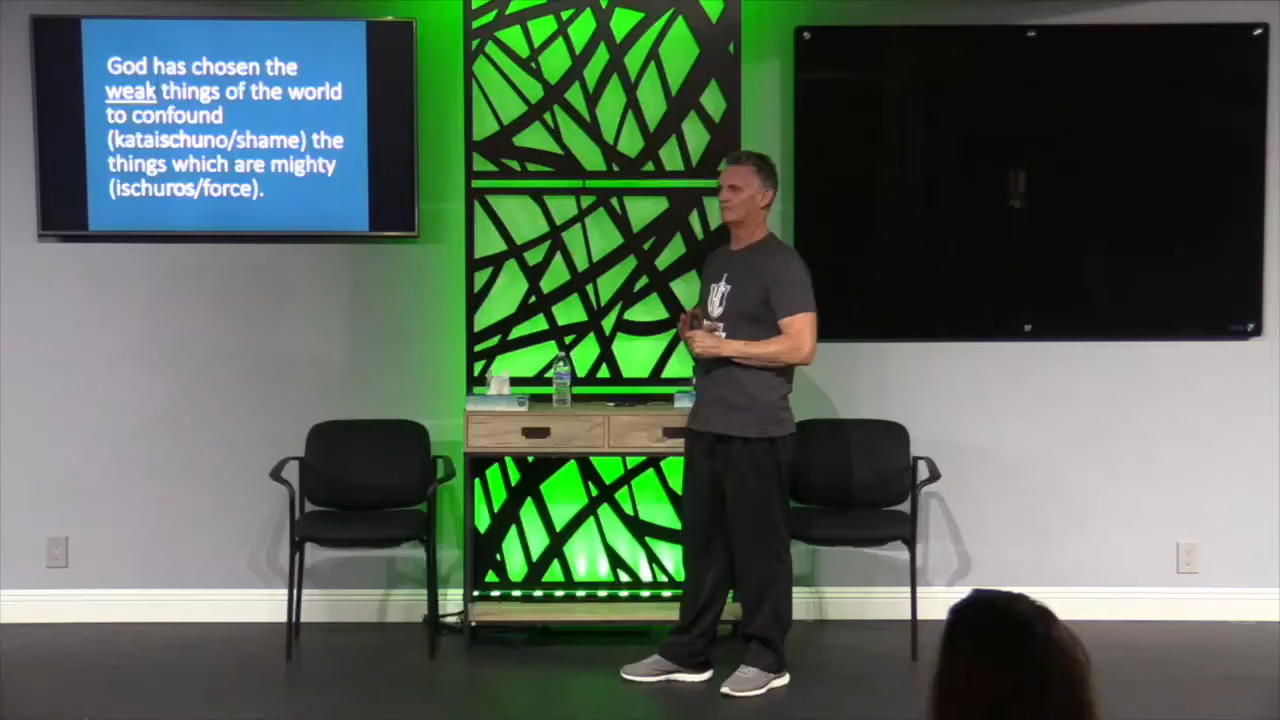 God has chosen the
weak things of the world
to confound
(kataischuno/shame) the
things which are mighty
(ischuros/force).
HC